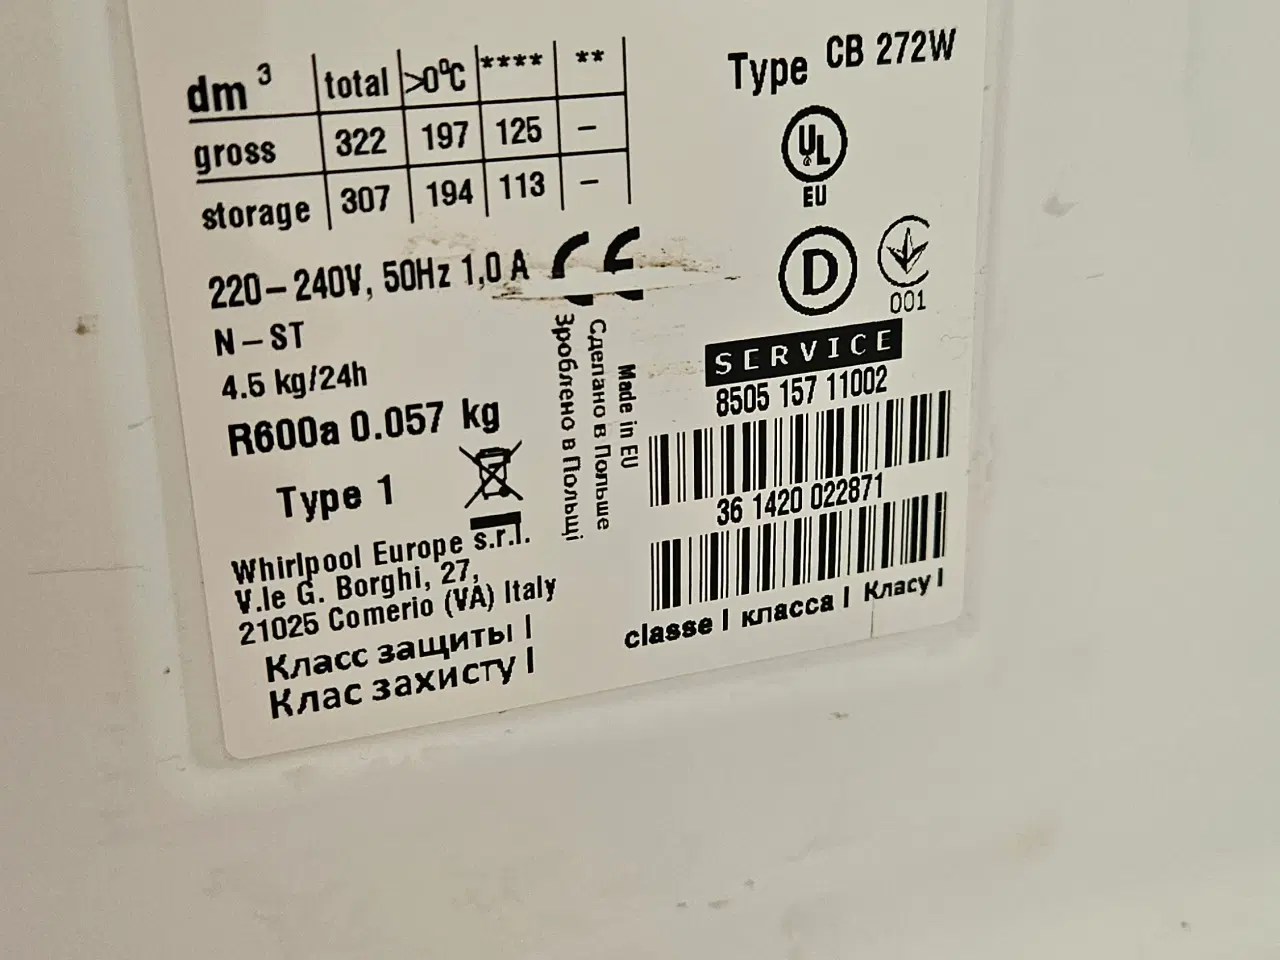 Type CB 272W
dm³ total >0°C **** **
gross 322 197 125 –
storage 307 194 113 –
UL
EU
D
001
220–240V, 50Hz 1,0 A CE
N–ST
4.5 kg/24h
R600a 0.057 kg
Type 1
Зроблено в Польщі
Сделано в Польше
Made in EU
SERVICE
8505 157 11002
36 1420 022871
Whirlpool Europe s.r.l.
V.le G. Borghi, 27,
21025 Comerio (VA) Italy
Класс защиты I
Клас захисту I
classe I класса I Класу I